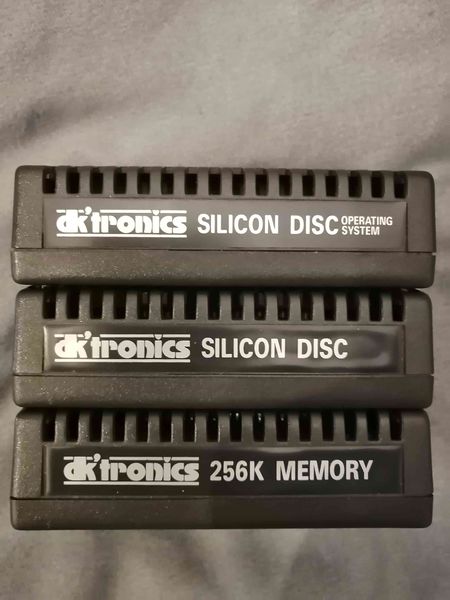 dk'tronics SILICON DISC OPERATING SYSTEM
dk'tronics SILICON DISC
dk'tronics 256K MEMORY